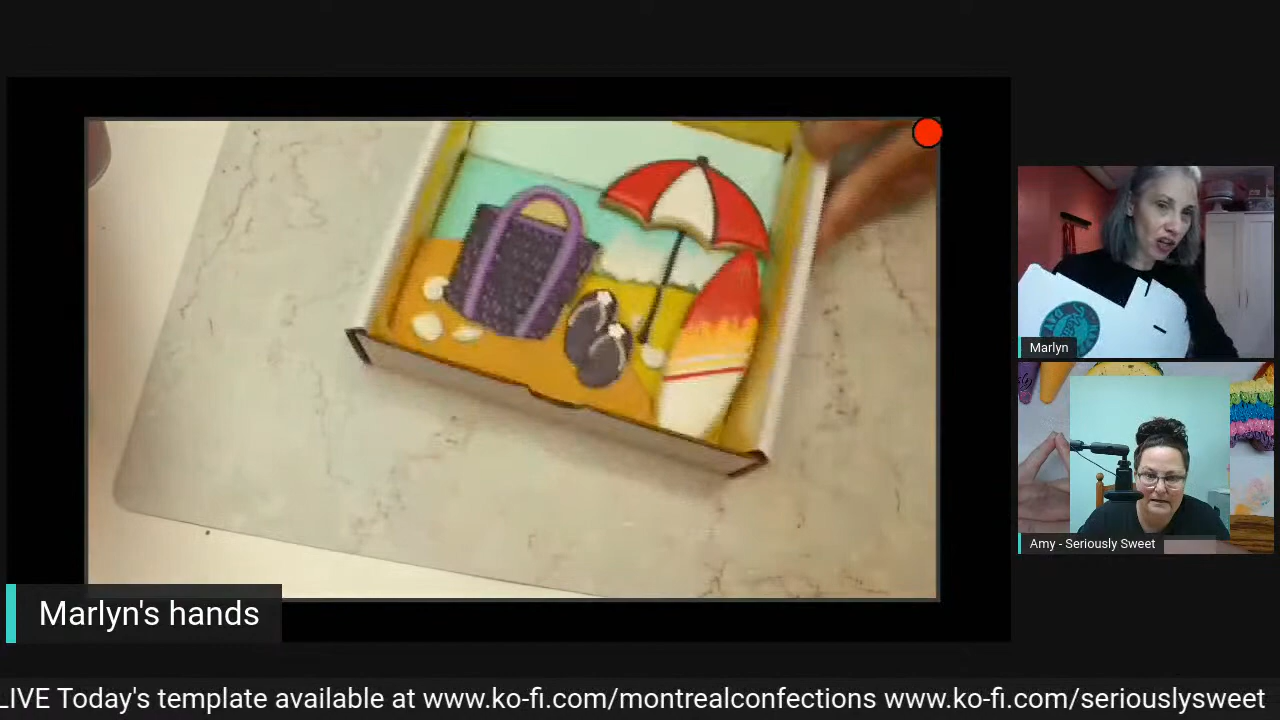 Marlyn
Amy - Seriously Sweet
Marlyn's hands
LIVE Today's template available at www.ko-fi.com/montrealconfections www.ko-fi.com/seriouslysweet